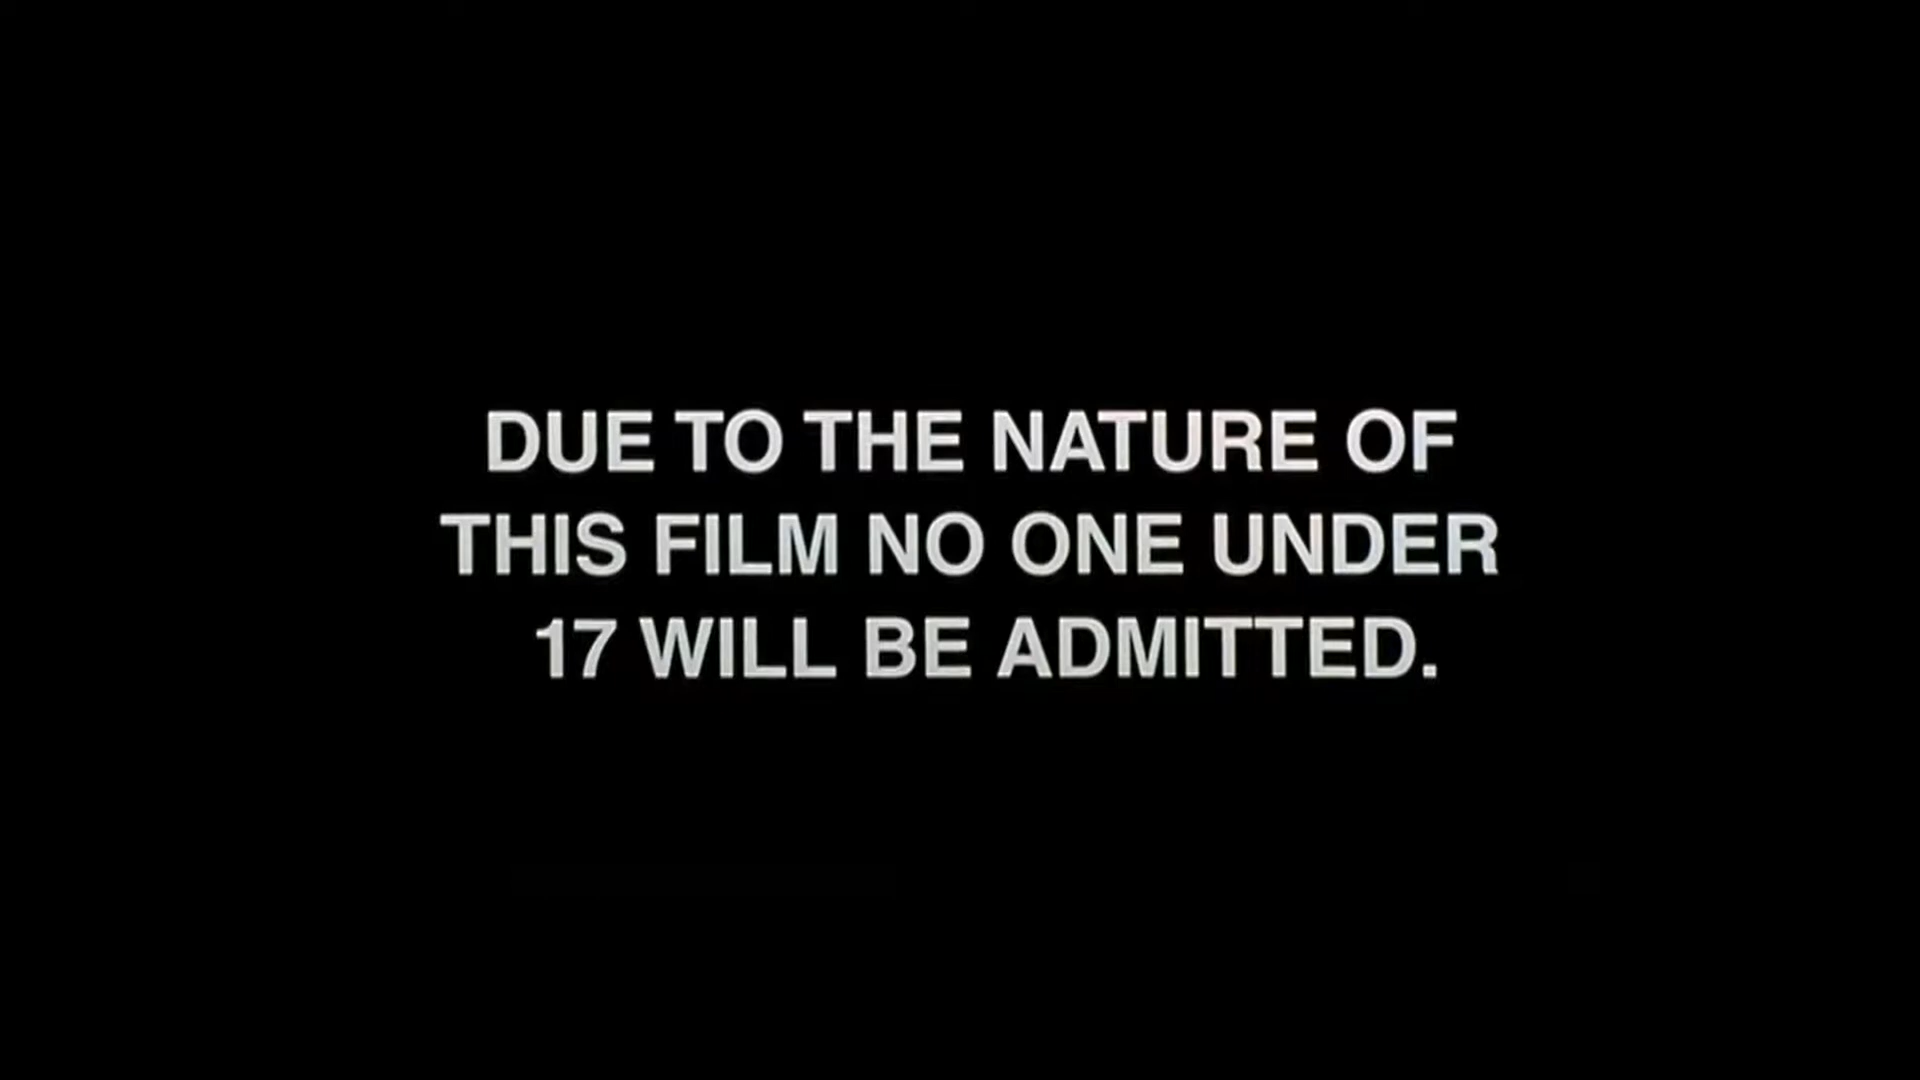 DUE TO THE NATURE OF
THIS FILM NO ONE UNDER
17 WILL BE ADMITTED.